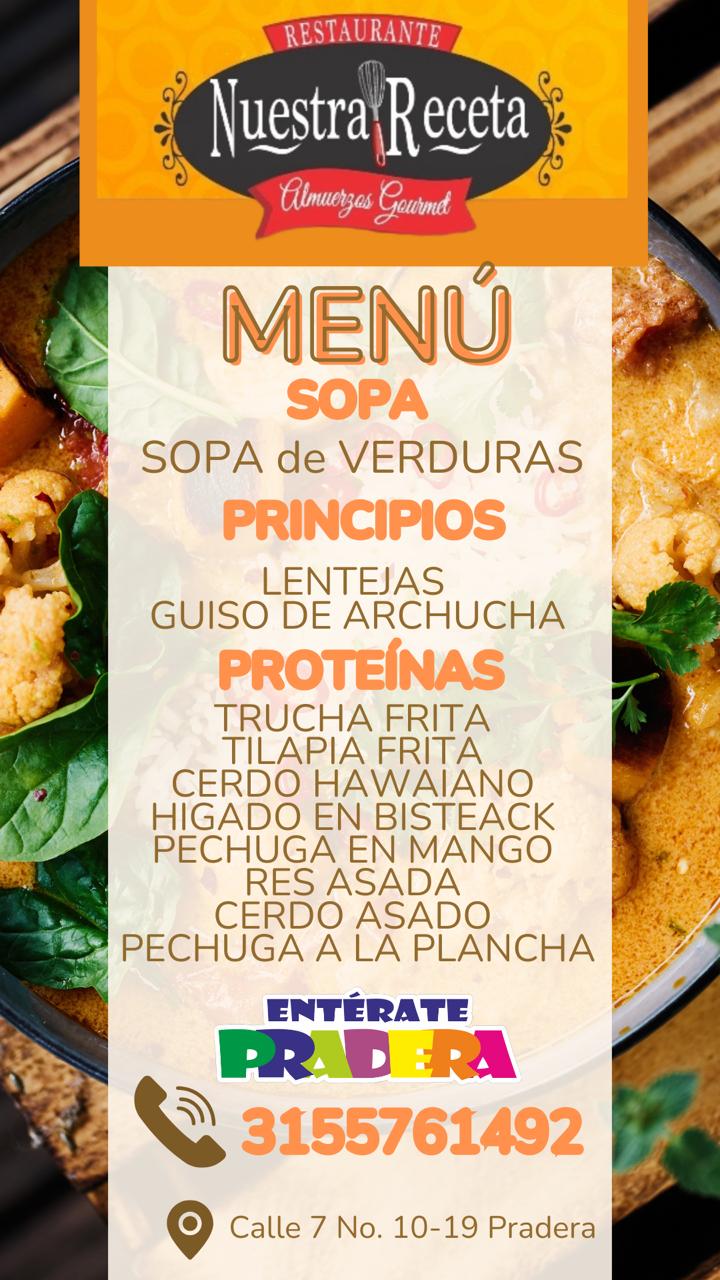 RESTAURANTE
Nuestra Receta
Almuerzos Gourmet
MENÚ
SOPA
SOPA de VERDURAS
PRINCIPIOS
LENTEJAS
GUISO DE ARCHUCHA
PROTEÍNAS
TRUCHA FRITA
TILAPIA FRITA
CERDO HAWAIANO
HIGADO EN BISTEACK
PECHUGA EN MANGO
RES ASADA
CERDO ASADO
PECHUGA A LA PLANCHA
ENTÉRATE
PRADERA
3155761492
Calle 7 No. 10-19 Pradera